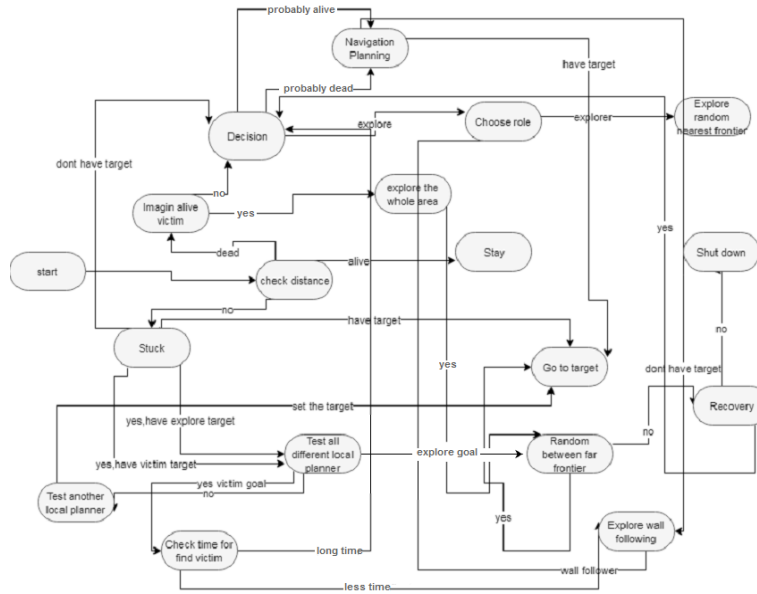 probably alive
Navigation
Planning
have target
probably dead
Decision
explore
Choose role
explorer
Explore
random
nearest frontier
dont have target
no
Imagin alive
victim
yes
explore the
whole area
yes
dead
alive
Stay
Shut down
start
check distance
no
no
have target
Stuck
Go to target
yes
dont have target
set the target
Recovery
yes,have explore target
no
Test all
different local
planner
explore goal
Random
between far
frontier
yes,have victim target
yes victim goal
no
Test another
local planner
yes
Explore wall
following
Check time for
find victim
long time
wall follower
less time